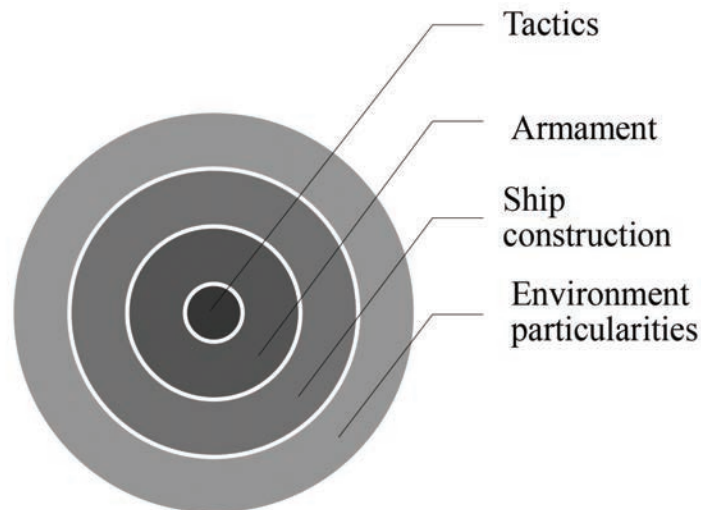 Tactics
Armament
Ship
construction
Environment
particularities